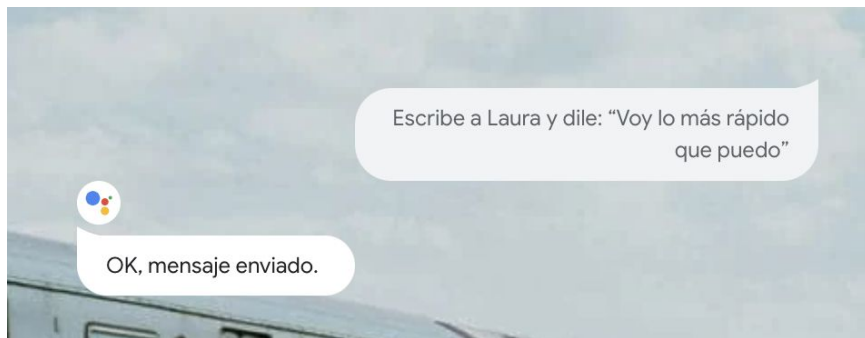 Escribe a Laura y dile: “Voy lo más rápido
que puedo”
OK, mensaje enviado.